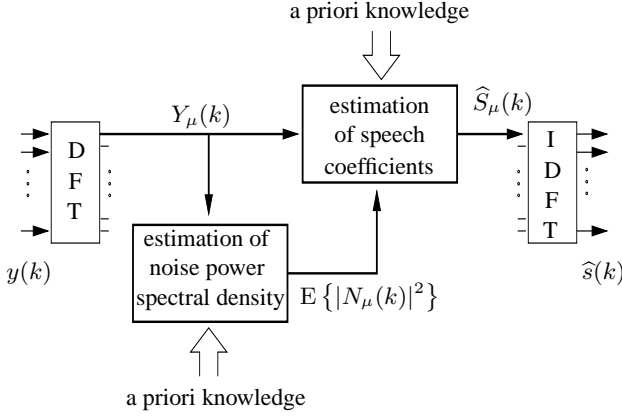 a priori knowledge
estimation
of speech
coefficients
Y_μ(k)
Ŝ_μ(k)
D
F
T
I
D
F
T
y(k)
estimation of
noise power
spectral density
E {|N_μ(k)|²}
ŝ(k)
a priori knowledge